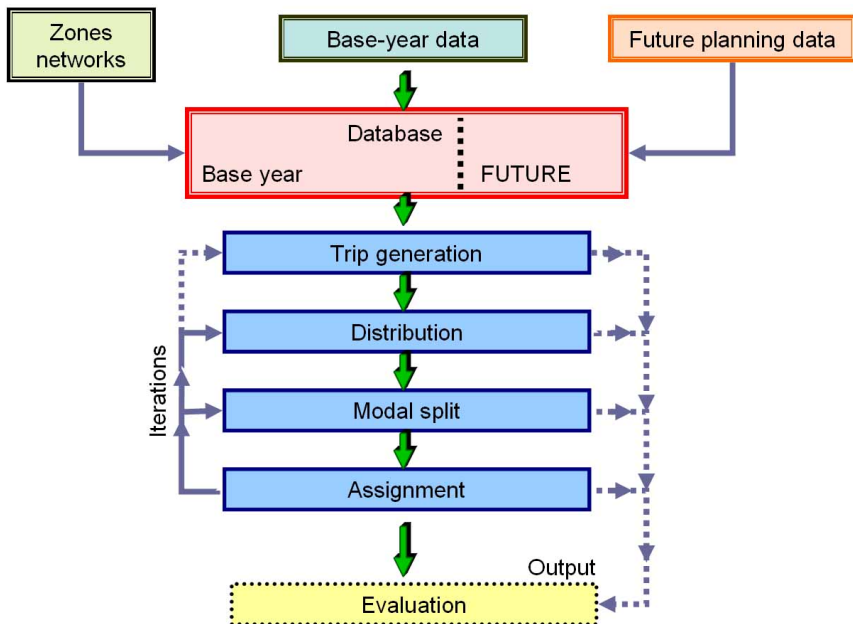 Zones
networks
Base-year data
Future planning data
Database
Base year
FUTURE
Trip generation
Distribution
Iterations
Modal split
Assignment
Output
Evaluation